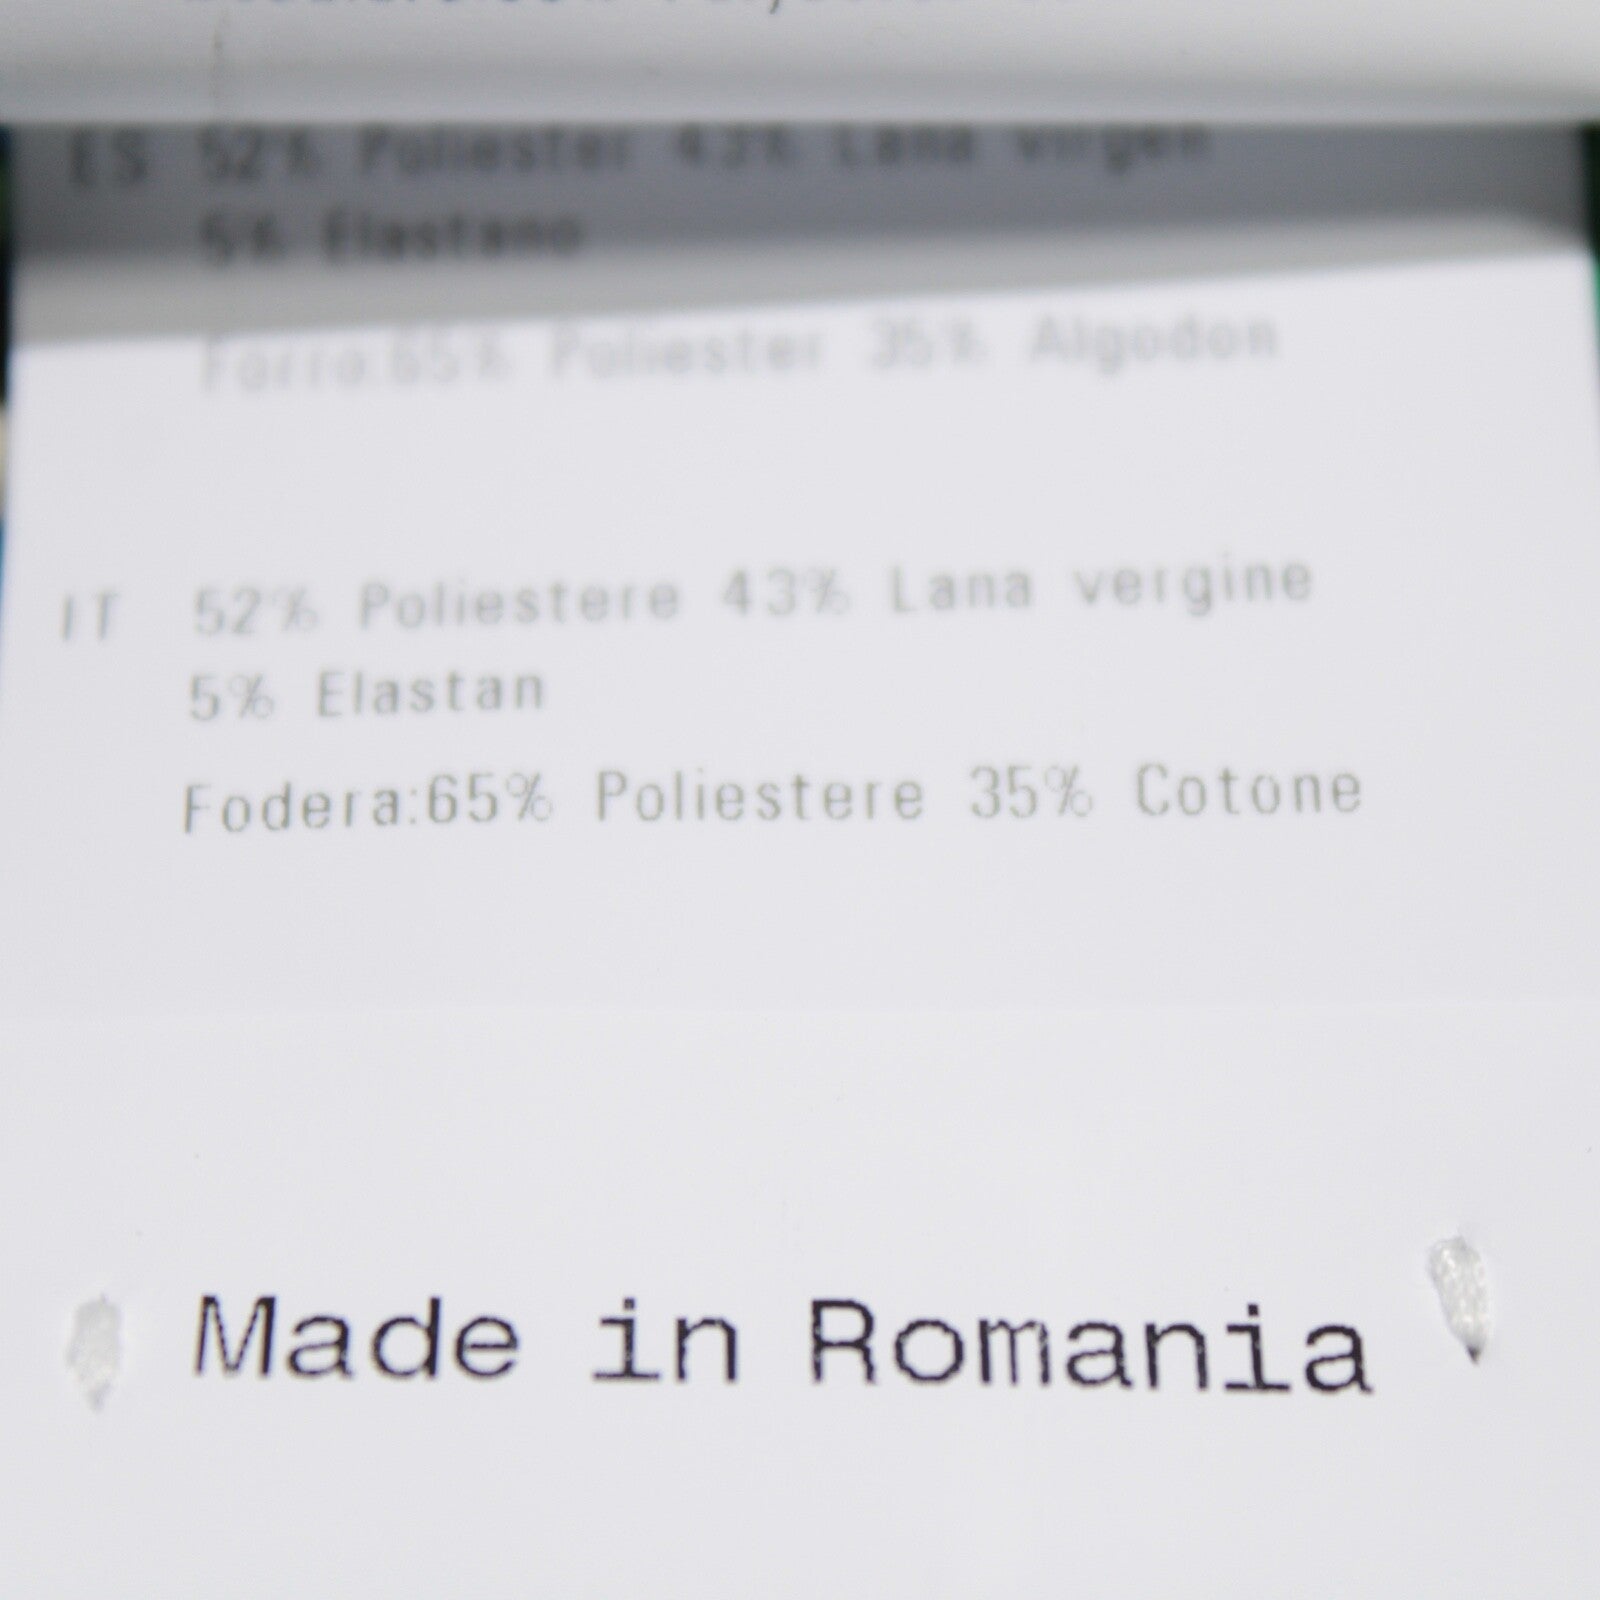 ES 52% Poliester 43% Lana virgen
5% Elastano
Forro:65% Poliester 35% Algodon
IT 52% Poliestere 43% Lana vergine
5% Elastan
Fodera:65% Poliestere 35% Cotone
Made in Romania